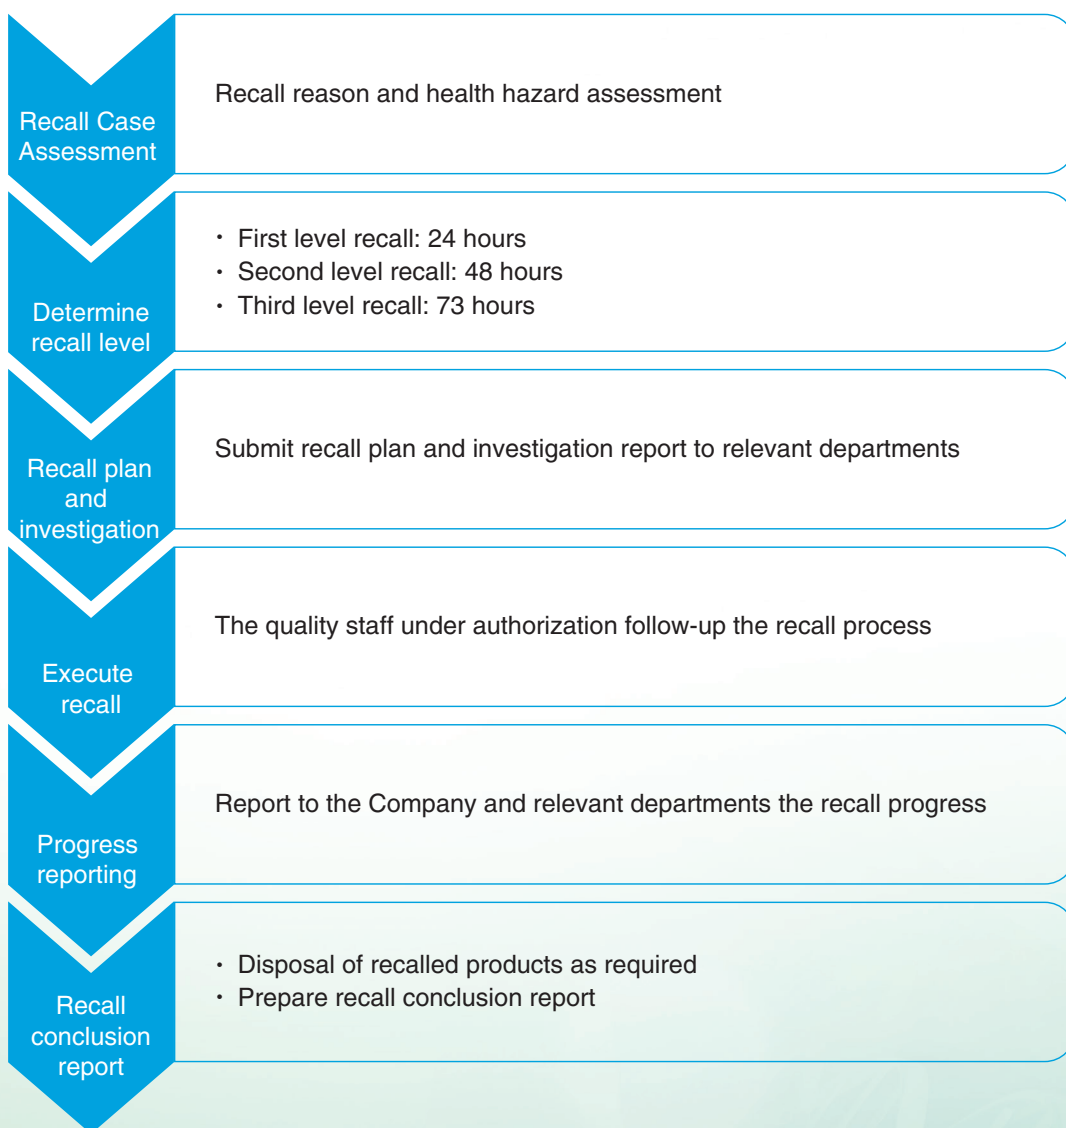 Recall Case
Assessment
Recall reason and health hazard assessment
Determine
recall level
• First level recall: 24 hours
• Second level recall: 48 hours
• Third level recall: 73 hours
Recall plan
and
investigation
Submit recall plan and investigation report to relevant departments
Execute
recall
The quality staff under authorization follow-up the recall process
Progress
reporting
Report to the Company and relevant departments the recall progress
Recall
conclusion
report
• Disposal of recalled products as required
• Prepare recall conclusion report